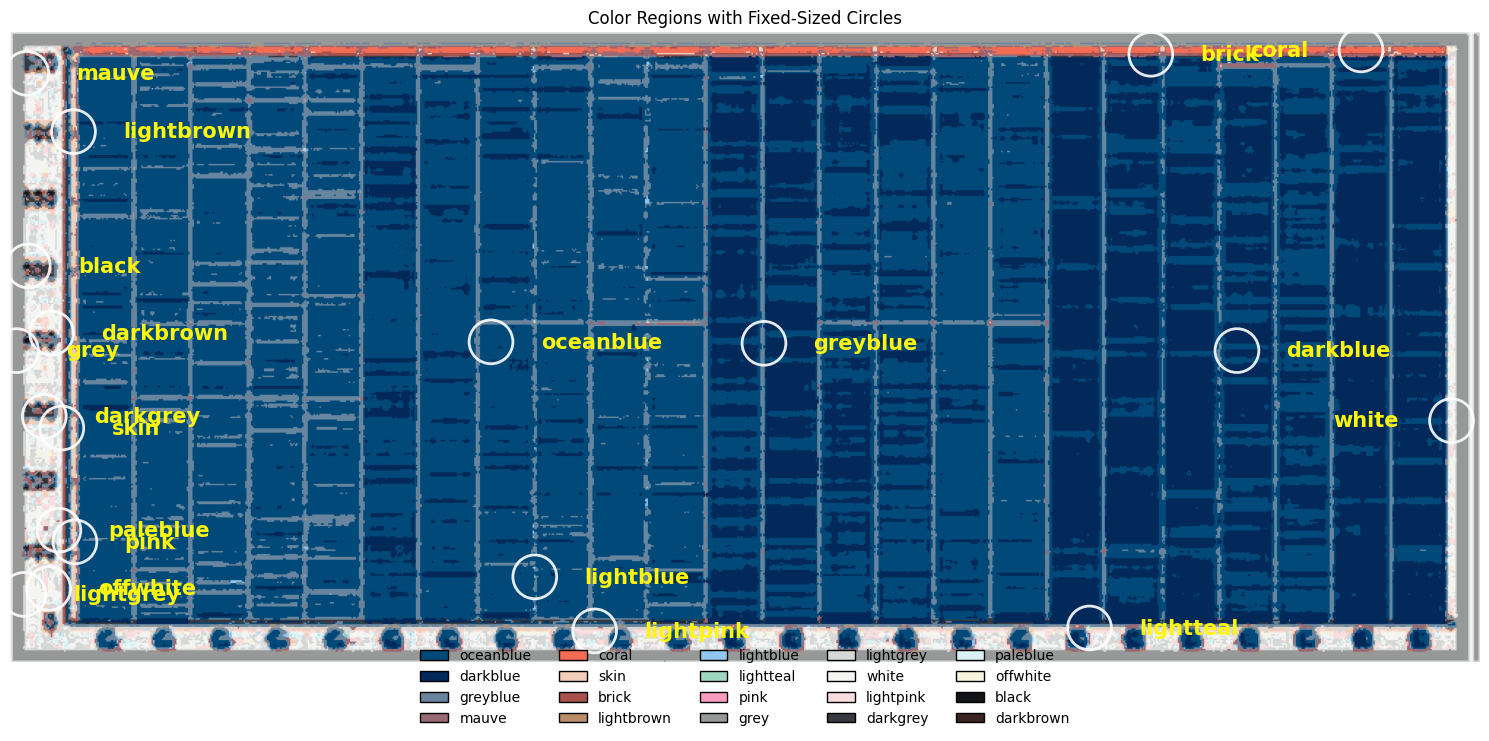 Color Regions with Fixed-Sized Circles
brick
coral
mauve
lightbrown
black
darkbrown
oceanblue
greyblue
grey
darkblue
darkgrey
white
skin
paleblue
pink
lightblue
offwhite
lightgrey
lightpink
lightteal
oceanblue coral lightblue lightgrey paleblue
darkblue skin lightteal white offwhite
greyblue brick pink lightpink black
mauve lightbrown grey darkgrey darkbrown